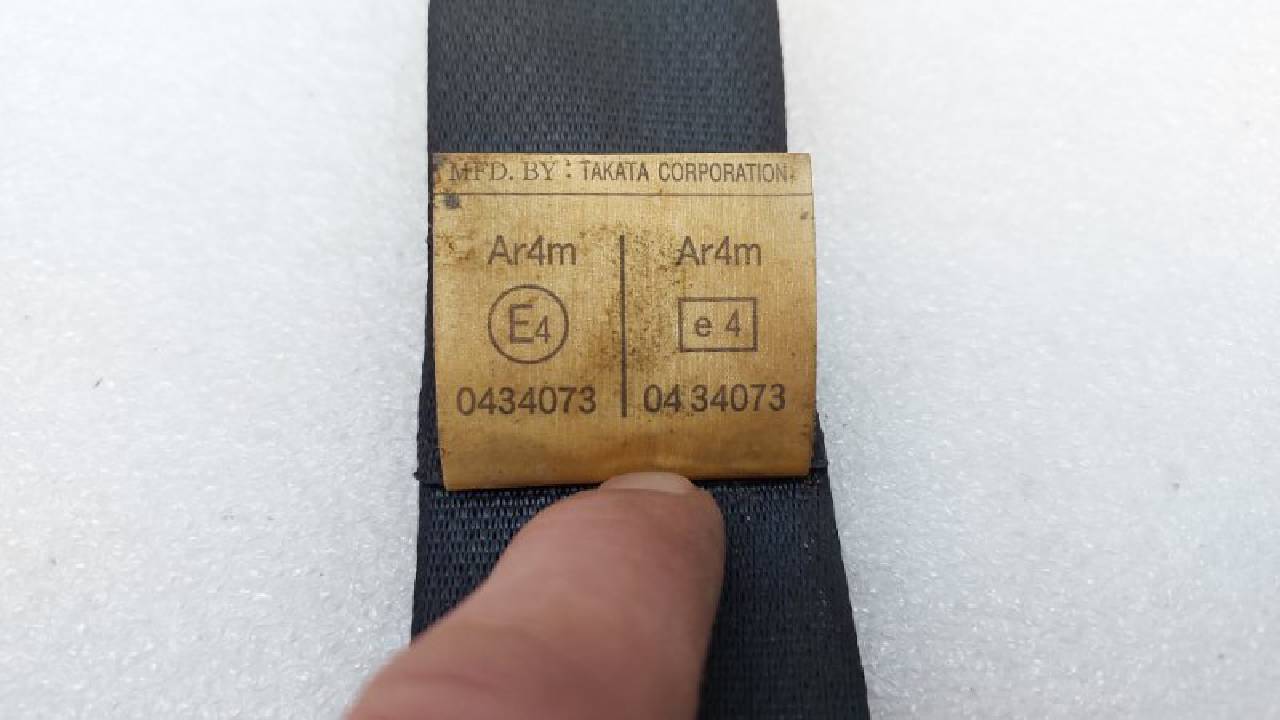 MFD. BY : TAKATA CORPORATION
Ar4m Ar4m
E4 e 4
0434073 04 34073